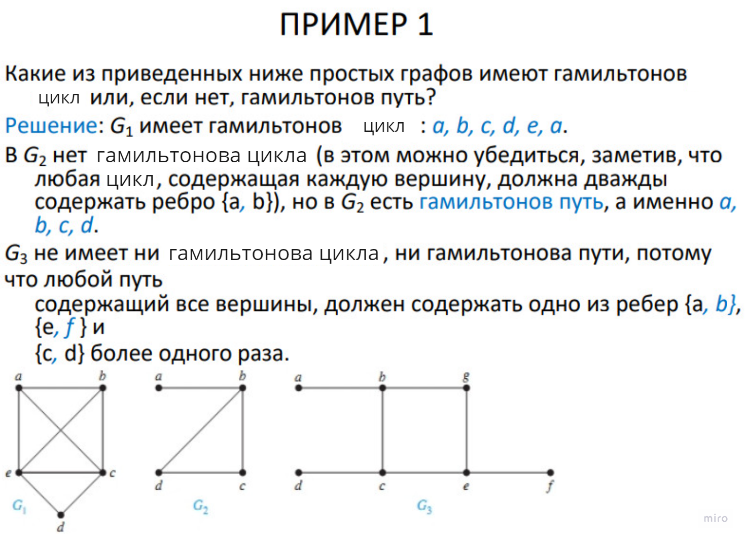 ПРИМЕР 1
Какие из приведенных ниже простых графов имеют гамильтонов
цикл или, если нет, гамильтонов путь?
Решение: G₁ имеет гамильтонов цикл : a, b, c, d, e, a.
В G₂ нет гамильтонова цикла (в этом можно убедиться, заметив, что
любая цикл, содержащая каждую вершину, должна дважды
содержать ребро {a, b}), но в G₂ есть гамильтонов путь, а именно a,
b, c, d.
G₃ не имеет ни гамильтонова цикла, ни гамильтонова пути, потому
что любой путь
содержащий все вершины, должен содержать одно из ребер {a, b},
{e, f } и
{c, d} более одного раза.
a b a b a b g
e c d c d c e f
G₁ G₂ G₃
d
miro